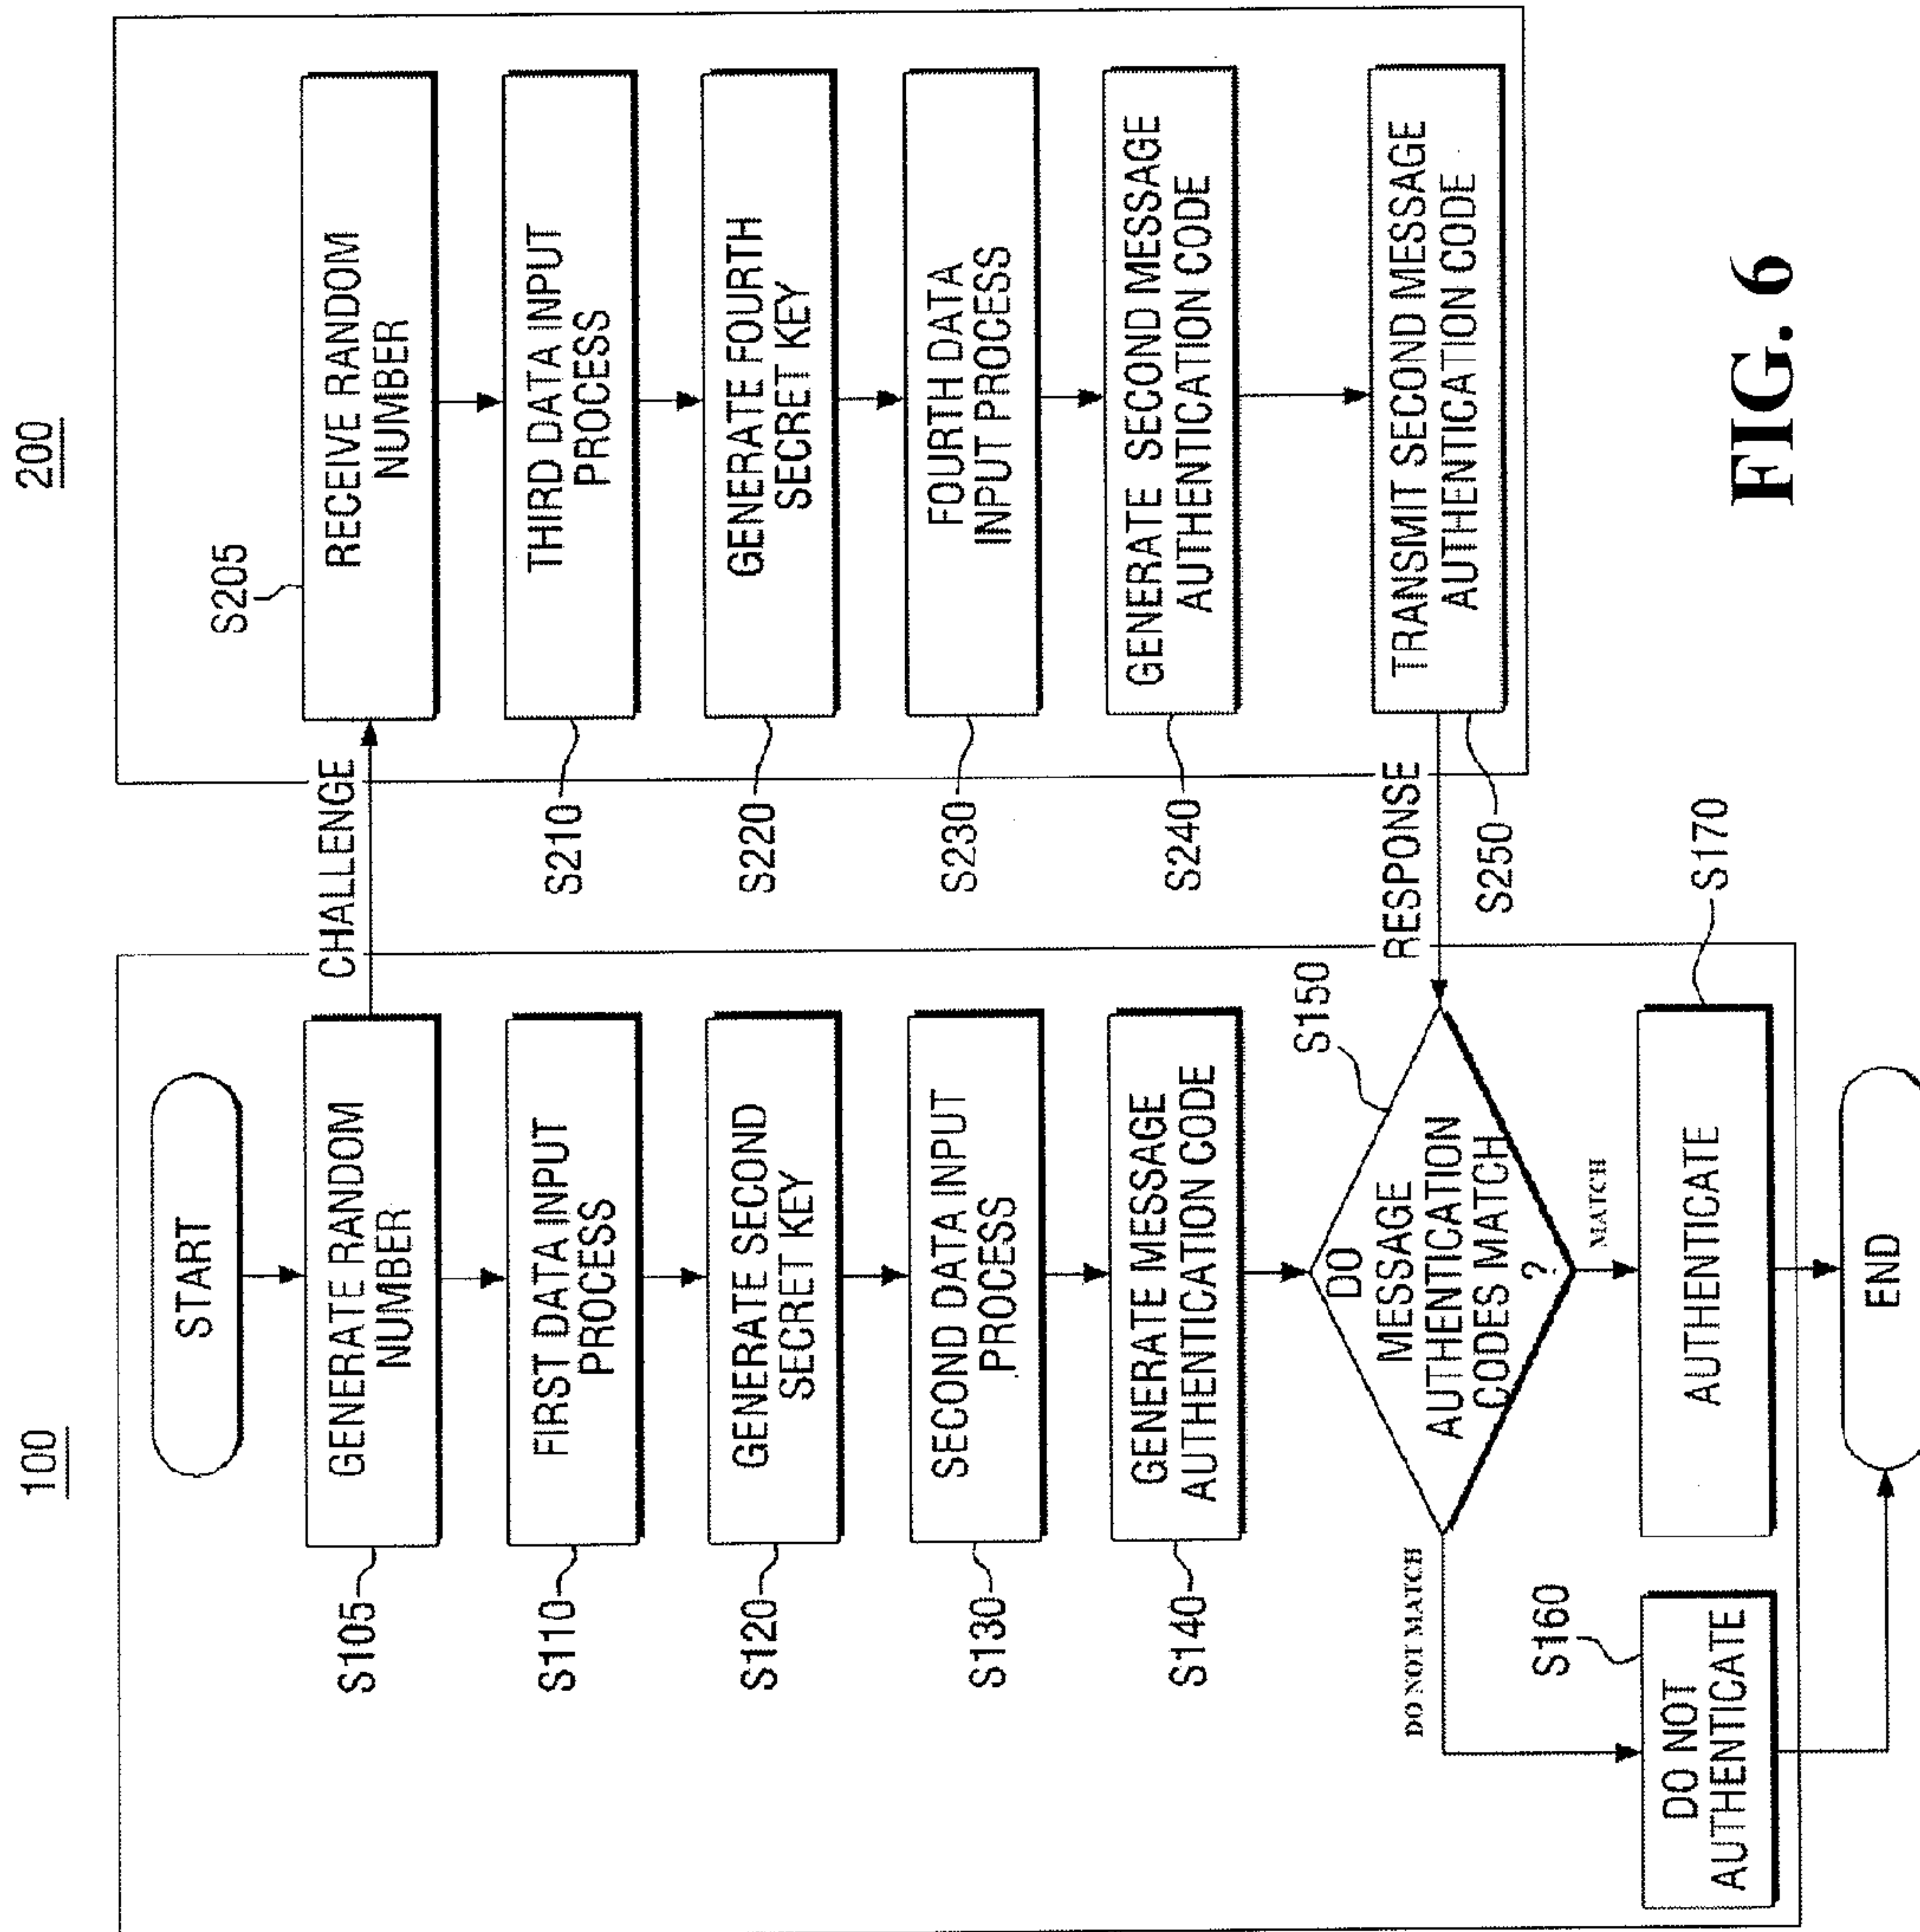 100
START
GENERATE RANDOM
NUMBER
S105
FIRST DATA INPUT
PROCESS
S110
GENERATE SECOND
SECRET KEY
S120
SECOND DATA INPUT
PROCESS
S130
GENERATE MESSAGE
AUTHENTICATION CODE
S140
DO
MESSAGE
AUTHENTICATION
CODES MATCH
?
S150
DO NOT MATCH
MATCH
S160
DO NOT
AUTHENTICATE
AUTHENTICATE
S170
END
CHALLENGE
RESPONSE
200
S205
RECEIVE RANDOM
NUMBER
THIRD DATA INPUT
PROCESS
S210
GENERATE FOURTH
SECRET KEY
S220
FOURTH DATA
INPUT PROCESS
S230
GENERATE SECOND MESSAGE
AUTHENTICATION CODE
S240
TRANSMIT SECOND MESSAGE
AUTHENTICATION CODE
S250
FIG. 6